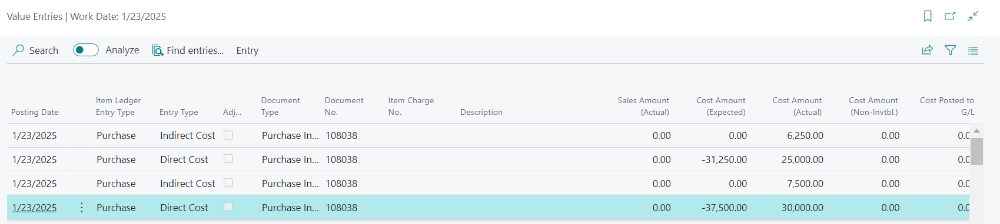 Value Entries | Work Date: 1/23/2025
Search Analyze Find entries... Entry
Posting Date Item Ledger Entry Type Entry Type Adj... Document Type Document No. Item Charge No. Description Sales Amount (Actual) Cost Amount (Expected) Cost Amount (Actual) Cost Amount (Non-Invtbl.) Cost Posted to G/L
1/23/2025 Purchase Indirect Cost Purchase In... 108038 0.00 0.00 6,250.00 0.00 0.0
1/23/2025 Purchase Direct Cost Purchase In... 108038 0.00 -31,250.00 25,000.00 0.00 0.0
1/23/2025 Purchase Indirect Cost Purchase In... 108038 0.00 0.00 7,500.00 0.00 0.0
1/23/2025 Purchase Direct Cost Purchase In... 108038 0.00 -37,500.00 30,000.00 0.00 0.0